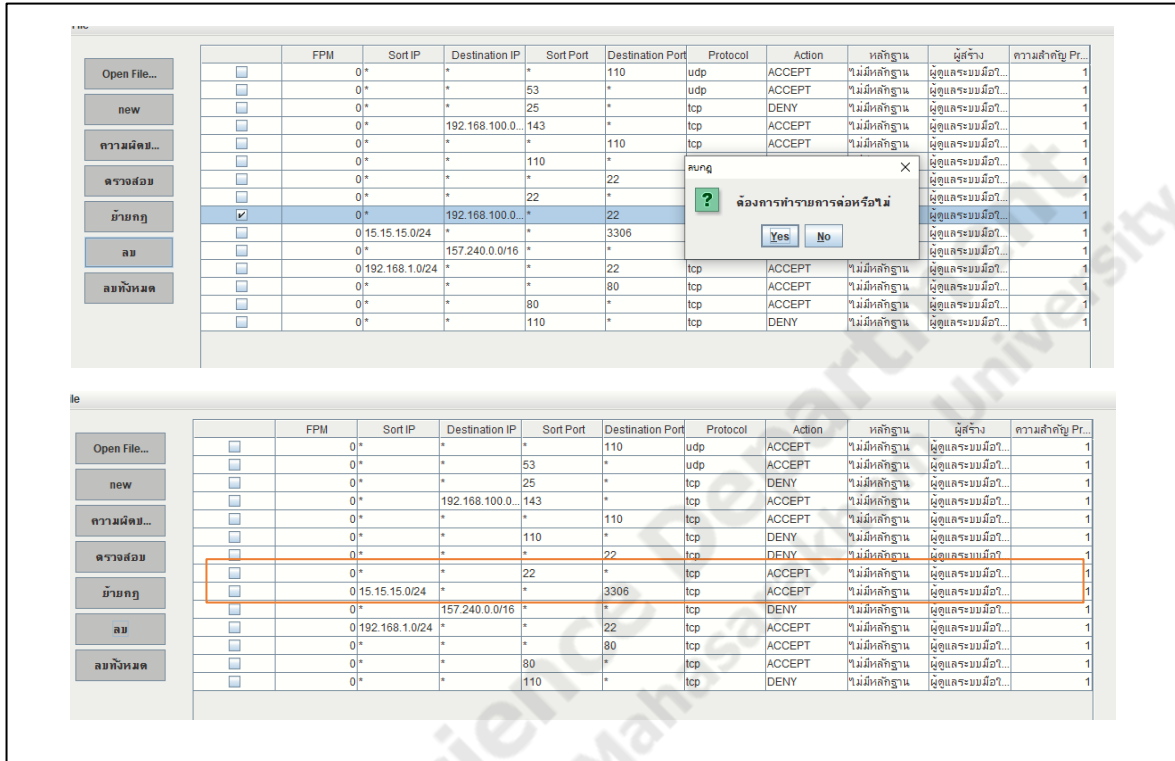 FPM Sort IP Destination IP Sort Port Destination Port Protocol Action หลักฐาน ผู้สร้าง ความสำคัญ Pr...
Open File...
new
ความผิดป...
ตรวจสอบ
ย้ายกฎ
ลบ
ลบทั้งหมด
0 * * * 110 udp ACCEPT ไม่มีหลักฐาน ผู้ดูแลระบบมือใ... 1
0 * * 53 * udp ACCEPT ไม่มีหลักฐาน ผู้ดูแลระบบมือใ... 1
0 * * 25 * tcp DENY ไม่มีหลักฐาน ผู้ดูแลระบบมือใ... 1
0 * 192.168.100.0... 143 * tcp ACCEPT ไม่มีหลักฐาน ผู้ดูแลระบบมือใ... 1
0 * * * 110 tcp ACCEPT ไม่มีหลักฐาน ผู้ดูแลระบบมือใ... 1
0 * * 110 * ผู้ดูแลระบบมือใ... 1
0 * * * 22 ผู้ดูแลระบบมือใ... 1
0 * * 22 * ผู้ดูแลระบบมือใ... 1
0 * 192.168.100.0... * 22 ผู้ดูแลระบบมือใ... 1
0 15.15.15.0/24 * * 3306 ผู้ดูแลระบบมือใ... 1
0 * 157.240.0.0/16 * * ผู้ดูแลระบบมือใ... 1
0 192.168.1.0/24 * * 22 tcp ACCEPT ไม่มีหลักฐาน ผู้ดูแลระบบมือใ... 1
0 * * * 80 tcp ACCEPT ไม่มีหลักฐาน ผู้ดูแลระบบมือใ... 1
0 * * 80 * tcp ACCEPT ไม่มีหลักฐาน ผู้ดูแลระบบมือใ... 1
0 * * 110 * tcp DENY ไม่มีหลักฐาน ผู้ดูแลระบบมือใ... 1
ลบกฎ
ต้องการทำรายการต่อหรือไม่
Yes No
le
FPM Sort IP Destination IP Sort Port Destination Port Protocol Action หลักฐาน ผู้สร้าง ความสำคัญ Pr...
Open File...
new
ความผิดป...
ตรวจสอบ
ย้ายกฎ
ลบ
ลบทั้งหมด
0 * * * 110 udp ACCEPT ไม่มีหลักฐาน ผู้ดูแลระบบมือใ... 1
0 * * 53 * udp ACCEPT ไม่มีหลักฐาน ผู้ดูแลระบบมือใ... 1
0 * * 25 * tcp DENY ไม่มีหลักฐาน ผู้ดูแลระบบมือใ... 1
0 * 192.168.100.0... 143 * tcp ACCEPT ไม่มีหลักฐาน ผู้ดูแลระบบมือใ... 1
0 * * * 110 tcp ACCEPT ไม่มีหลักฐาน ผู้ดูแลระบบมือใ... 1
0 * * 110 * tcp DENY ไม่มีหลักฐาน ผู้ดูแลระบบมือใ... 1
0 * * * 22 tcp DENY ไม่มีหลักฐาน ผู้ดูแลระบบมือใ... 1
0 * * 22 * tcp ACCEPT ไม่มีหลักฐาน ผู้ดูแลระบบมือใ... 1
0 15.15.15.0/24 * * 3306 tcp ACCEPT ไม่มีหลักฐาน ผู้ดูแลระบบมือใ... 1
0 * 157.240.0.0/16 * * tcp DENY ไม่มีหลักฐาน ผู้ดูแลระบบมือใ... 1
0 192.168.1.0/24 * * 22 tcp ACCEPT ไม่มีหลักฐาน ผู้ดูแลระบบมือใ... 1
0 * * * 80 tcp ACCEPT ไม่มีหลักฐาน ผู้ดูแลระบบมือใ... 1
0 * * 80 * tcp ACCEPT ไม่มีหลักฐาน ผู้ดูแลระบบมือใ... 1
0 * * 110 * tcp DENY ไม่มีหลักฐาน ผู้ดูแลระบบมือใ... 1
ience Department
Mahasarakham University